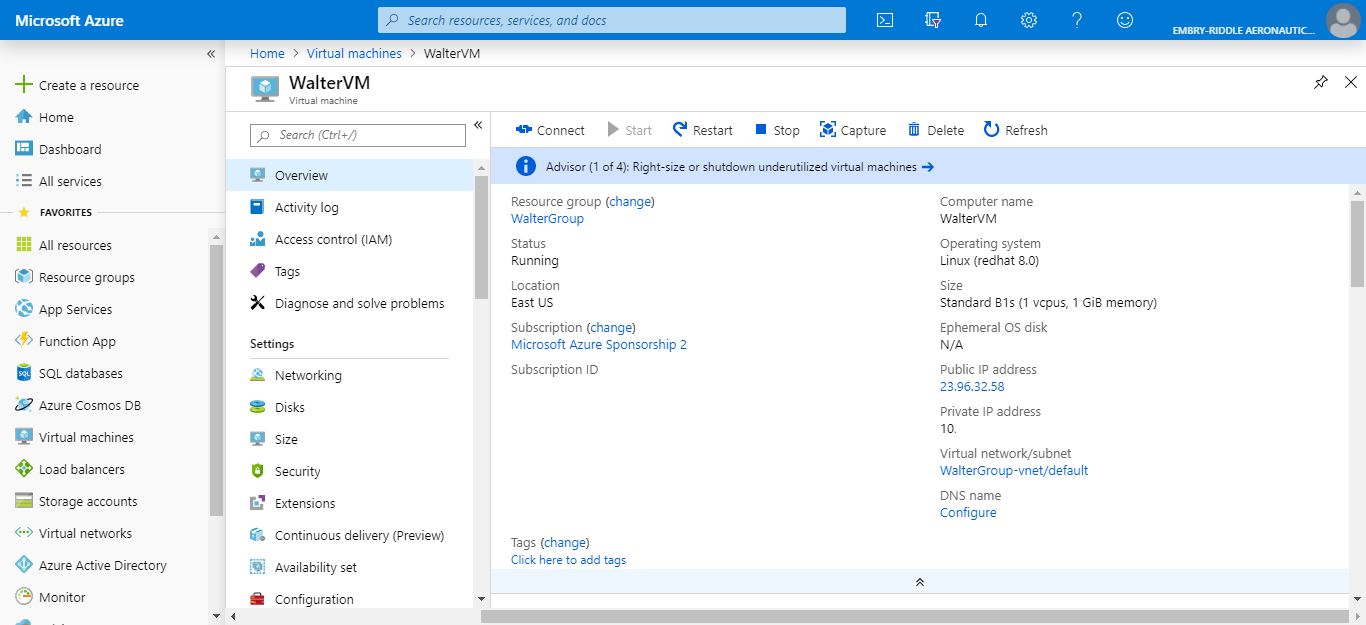 Microsoft Azure
Search resources, services, and docs
EMBRY-RIDDLE AERONAUTIC...
«
Create a resource
Home
Dashboard
All services
FAVORITES
All resources
Resource groups
App Services
Function App
SQL databases
Azure Cosmos DB
Virtual machines
Load balancers
Storage accounts
Virtual networks
Azure Active Directory
Monitor
Home > Virtual machines > WalterVM
WalterVM
Virtual machine
Search (Ctrl+/)
«
Overview
Activity log
Access control (IAM)
Tags
Diagnose and solve problems
Settings
Networking
Disks
Size
Security
Extensions
Continuous delivery (Preview)
Availability set
Configuration
Connect Start Restart Stop Capture Delete Refresh
Advisor (1 of 4): Right-size or shutdown underutilized virtual machines →
Resource group (change)
WalterGroup
Status
Running
Location
East US
Subscription (change)
Microsoft Azure Sponsorship 2
Subscription ID
Computer name
WalterVM
Operating system
Linux (redhat 8.0)
Size
Standard B1s (1 vcpus, 1 GiB memory)
Ephemeral OS disk
N/A
Public IP address
23.96.32.58
Private IP address
10.
Virtual network/subnet
WalterGroup-vnet/default
DNS name
Configure
Tags (change)
Click here to add tags